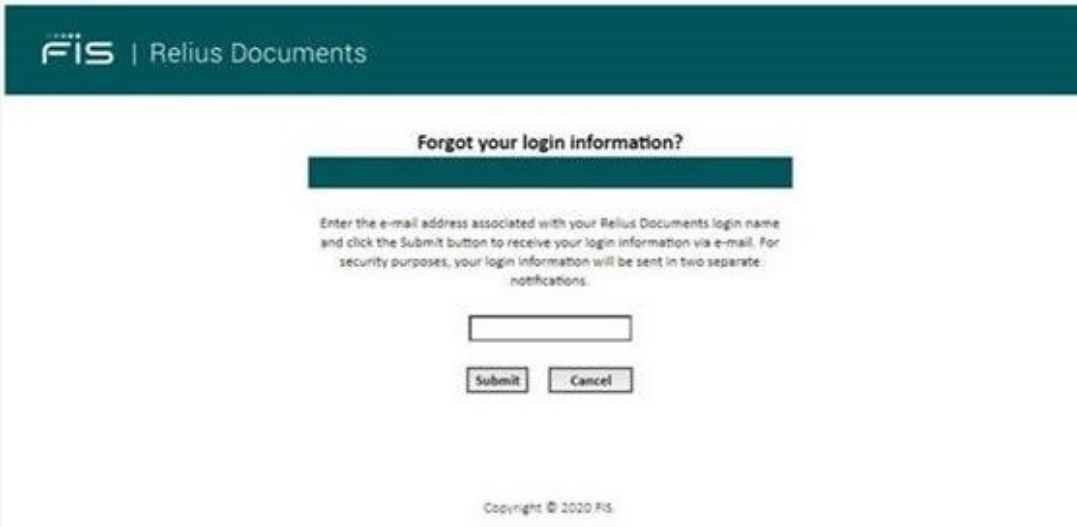 FIS | Relius Documents
Forgot your login information?
Enter the e-mail address associated with your Relius Documents login name
and click the Submit button to receive your login information via e-mail. For
security purposes, your login information will be sent in two separate
notifications.
Submit Cancel
Copyright © 2020 FIS.